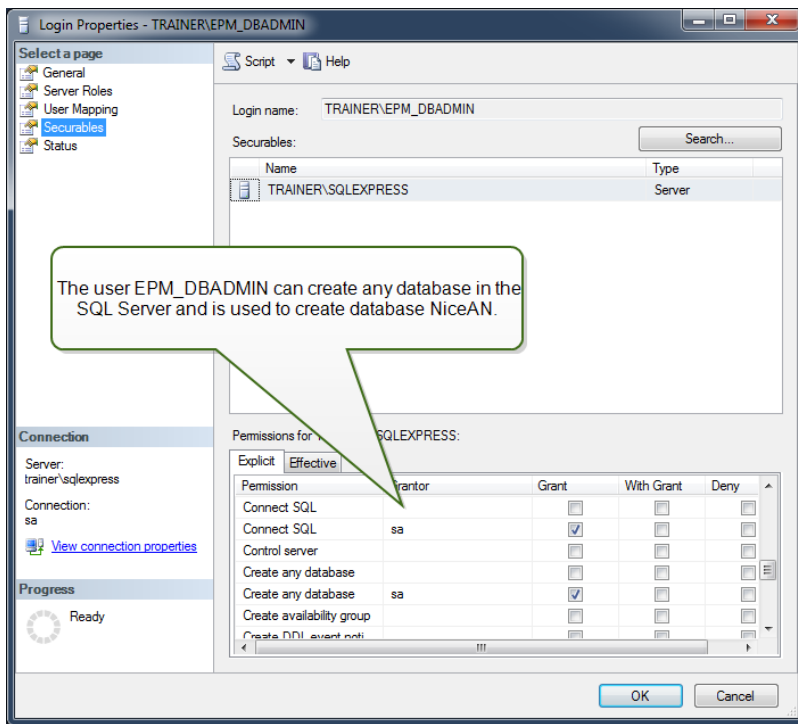 Login Properties - TRAINER\EPM_DBADMIN
Select a page
General
Server Roles
User Mapping
Securables
Status
Script Help
Login name: TRAINER\EPM_DBADMIN
Securables: Search...
Name Type
TRAINER\SQLEXPRESS Server
The user EPM_DBADMIN can create any database in the
SQL Server and is used to create database NiceAN.
Connection
Server:
trainer\sqlexpress
Connection:
sa
View connection properties
Progress
Ready
Permissions for SQLEXPRESS:
Explicit Effective
Permission Grantor Grant With Grant Deny
Connect SQL
Connect SQL sa
Control server
Create any database
Create any database sa
Create availability group
Create DDL event noti
OK Cancel